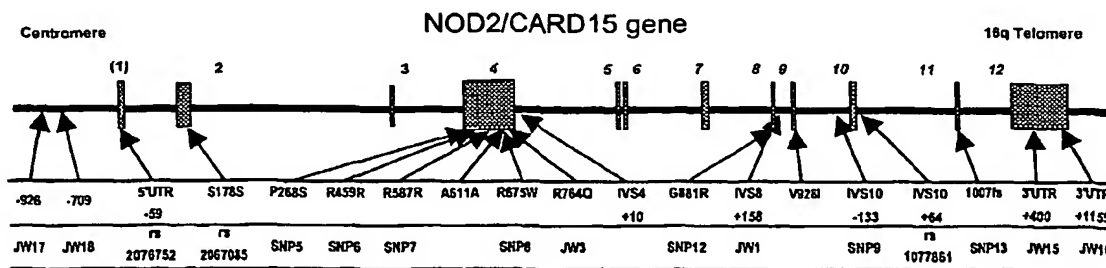 NOD2/CARD15 gene
Centromere
16q Telomere
(1) 2 3 4 5 6 7 8 9 10 11 12
-926 -709 5'UTR S178S P268S R459R R587R A611A R675W R764Q IVS4 G881R IVS8 V928I IVS10 IVS10 1007fs 3'UTR 3'UTR
-59 +10 +158 -133 +64 +400 +1155
rs rs rs
JW17 JW18 2076752 2067085 SNP5 SNP6 SNP7 SNP8 JW3 SNP12 JW1 SNP9 1077861 SNP13 JW15